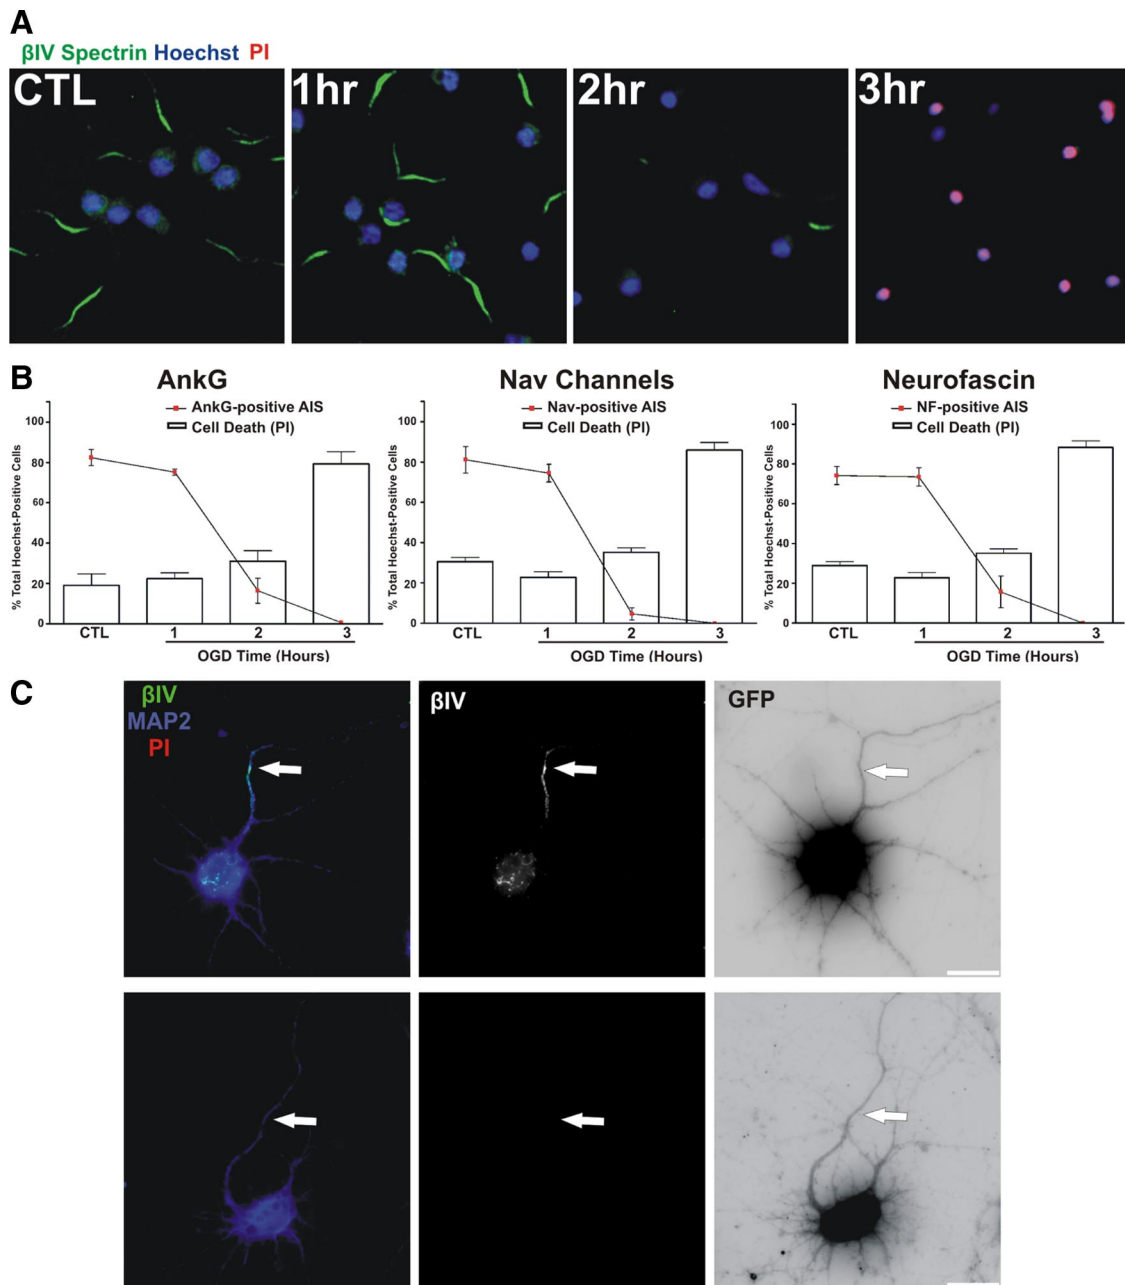 A
βIV Spectrin Hoechst PI
CTL
1hr
2hr
3hr
B
AnkG
AnkG-positive AIS
Cell Death (PI)
% Total Hoechst-Positive Cells
100
80
60
40
20
0
CTL
1
2
3
OGD Time (Hours)
Nav Channels
Nav-positive AIS
Cell Death (PI)
% Total Hoechst-Positive Cells
100
80
60
40
20
0
CTL
1
2
3
OGD Time (Hours)
Neurofascin
NF-positive AIS
Cell Death (PI)
% Total Hoechst-Positive Cells
100
80
60
40
20
0
CTL
1
2
3
OGD Time (Hours)
C
βIV
MAP2
PI
βIV
GFP